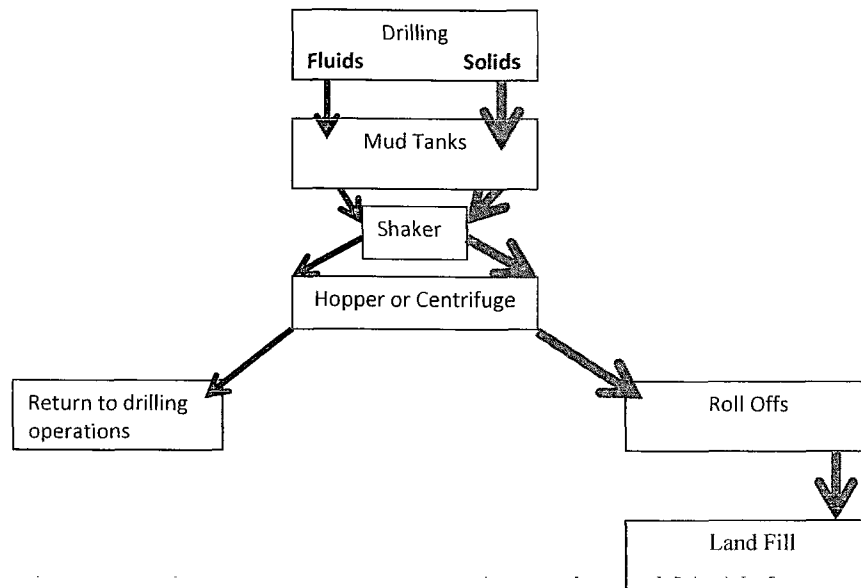 Drilling
Fluids Solids
Mud Tanks
Shaker
Hopper or Centrifuge
Return to drilling
operations
Roll Offs
Land Fill